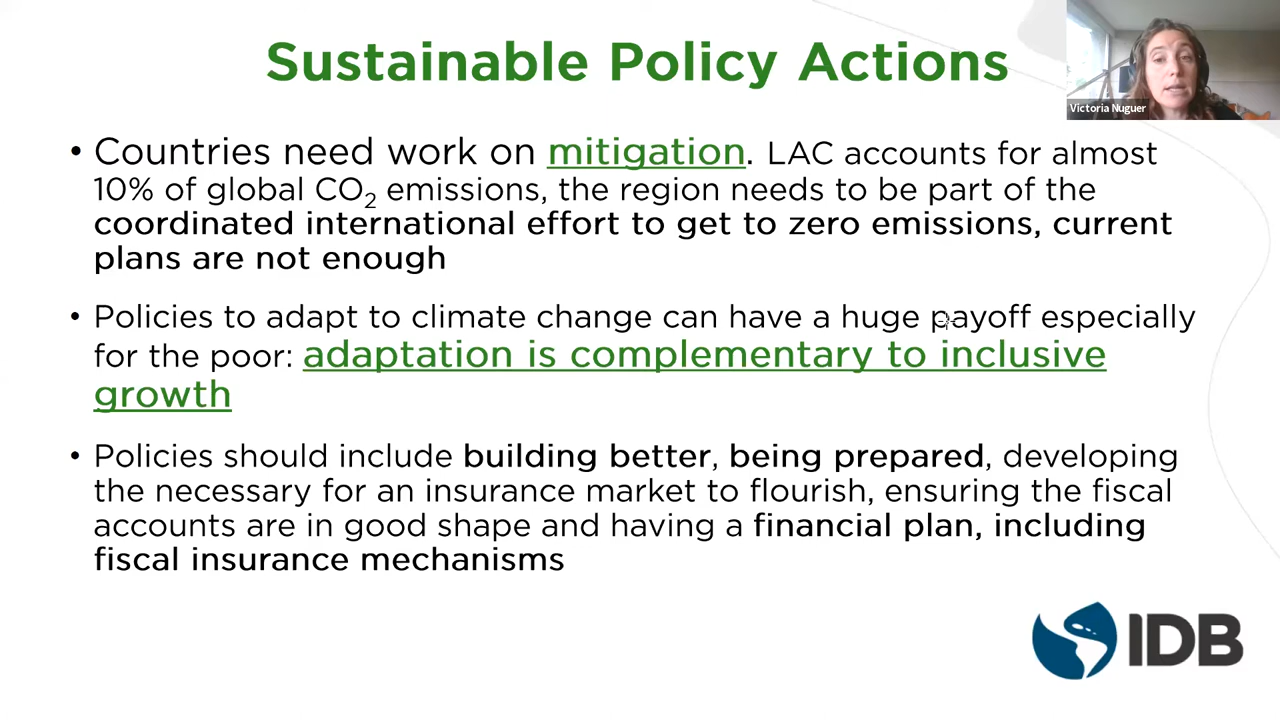 Sustainable Policy Actions
Victoria Nuguer
• Countries need work on mitigation. LAC accounts for almost
10% of global CO₂ emissions, the region needs to be part of the
coordinated international effort to get to zero emissions, current
plans are not enough
• Policies to adapt to climate change can have a huge payoff especially
for the poor: adaptation is complementary to inclusive
growth
• Policies should include building better, being prepared, developing
the necessary for an insurance market to flourish, ensuring the fiscal
accounts are in good shape and having a financial plan, including
fiscal insurance mechanisms
IDB